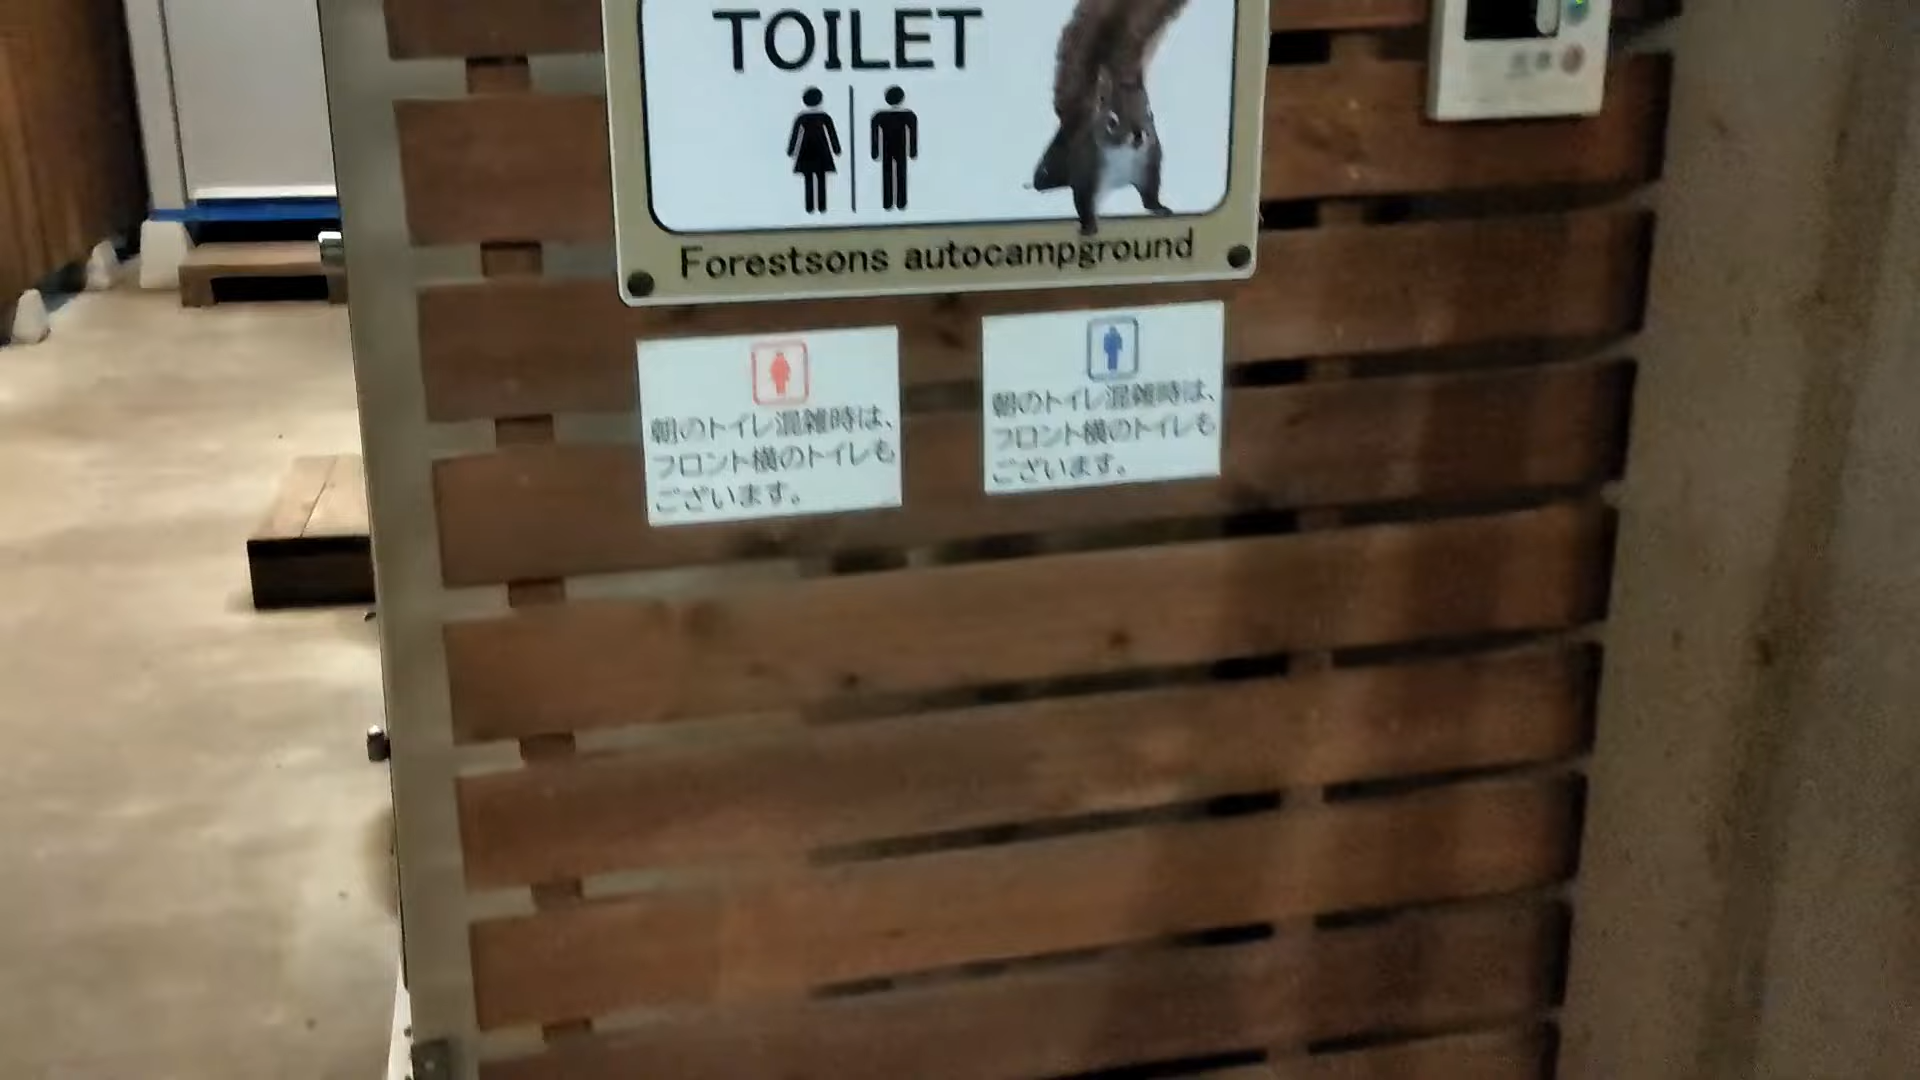 TOILET
Forestsons autocampground
朝のトイレ混雑時は、
フロント横のトイレも
ございます。
朝のトイレ混雑時は、
フロント横のトイレも
ございます。